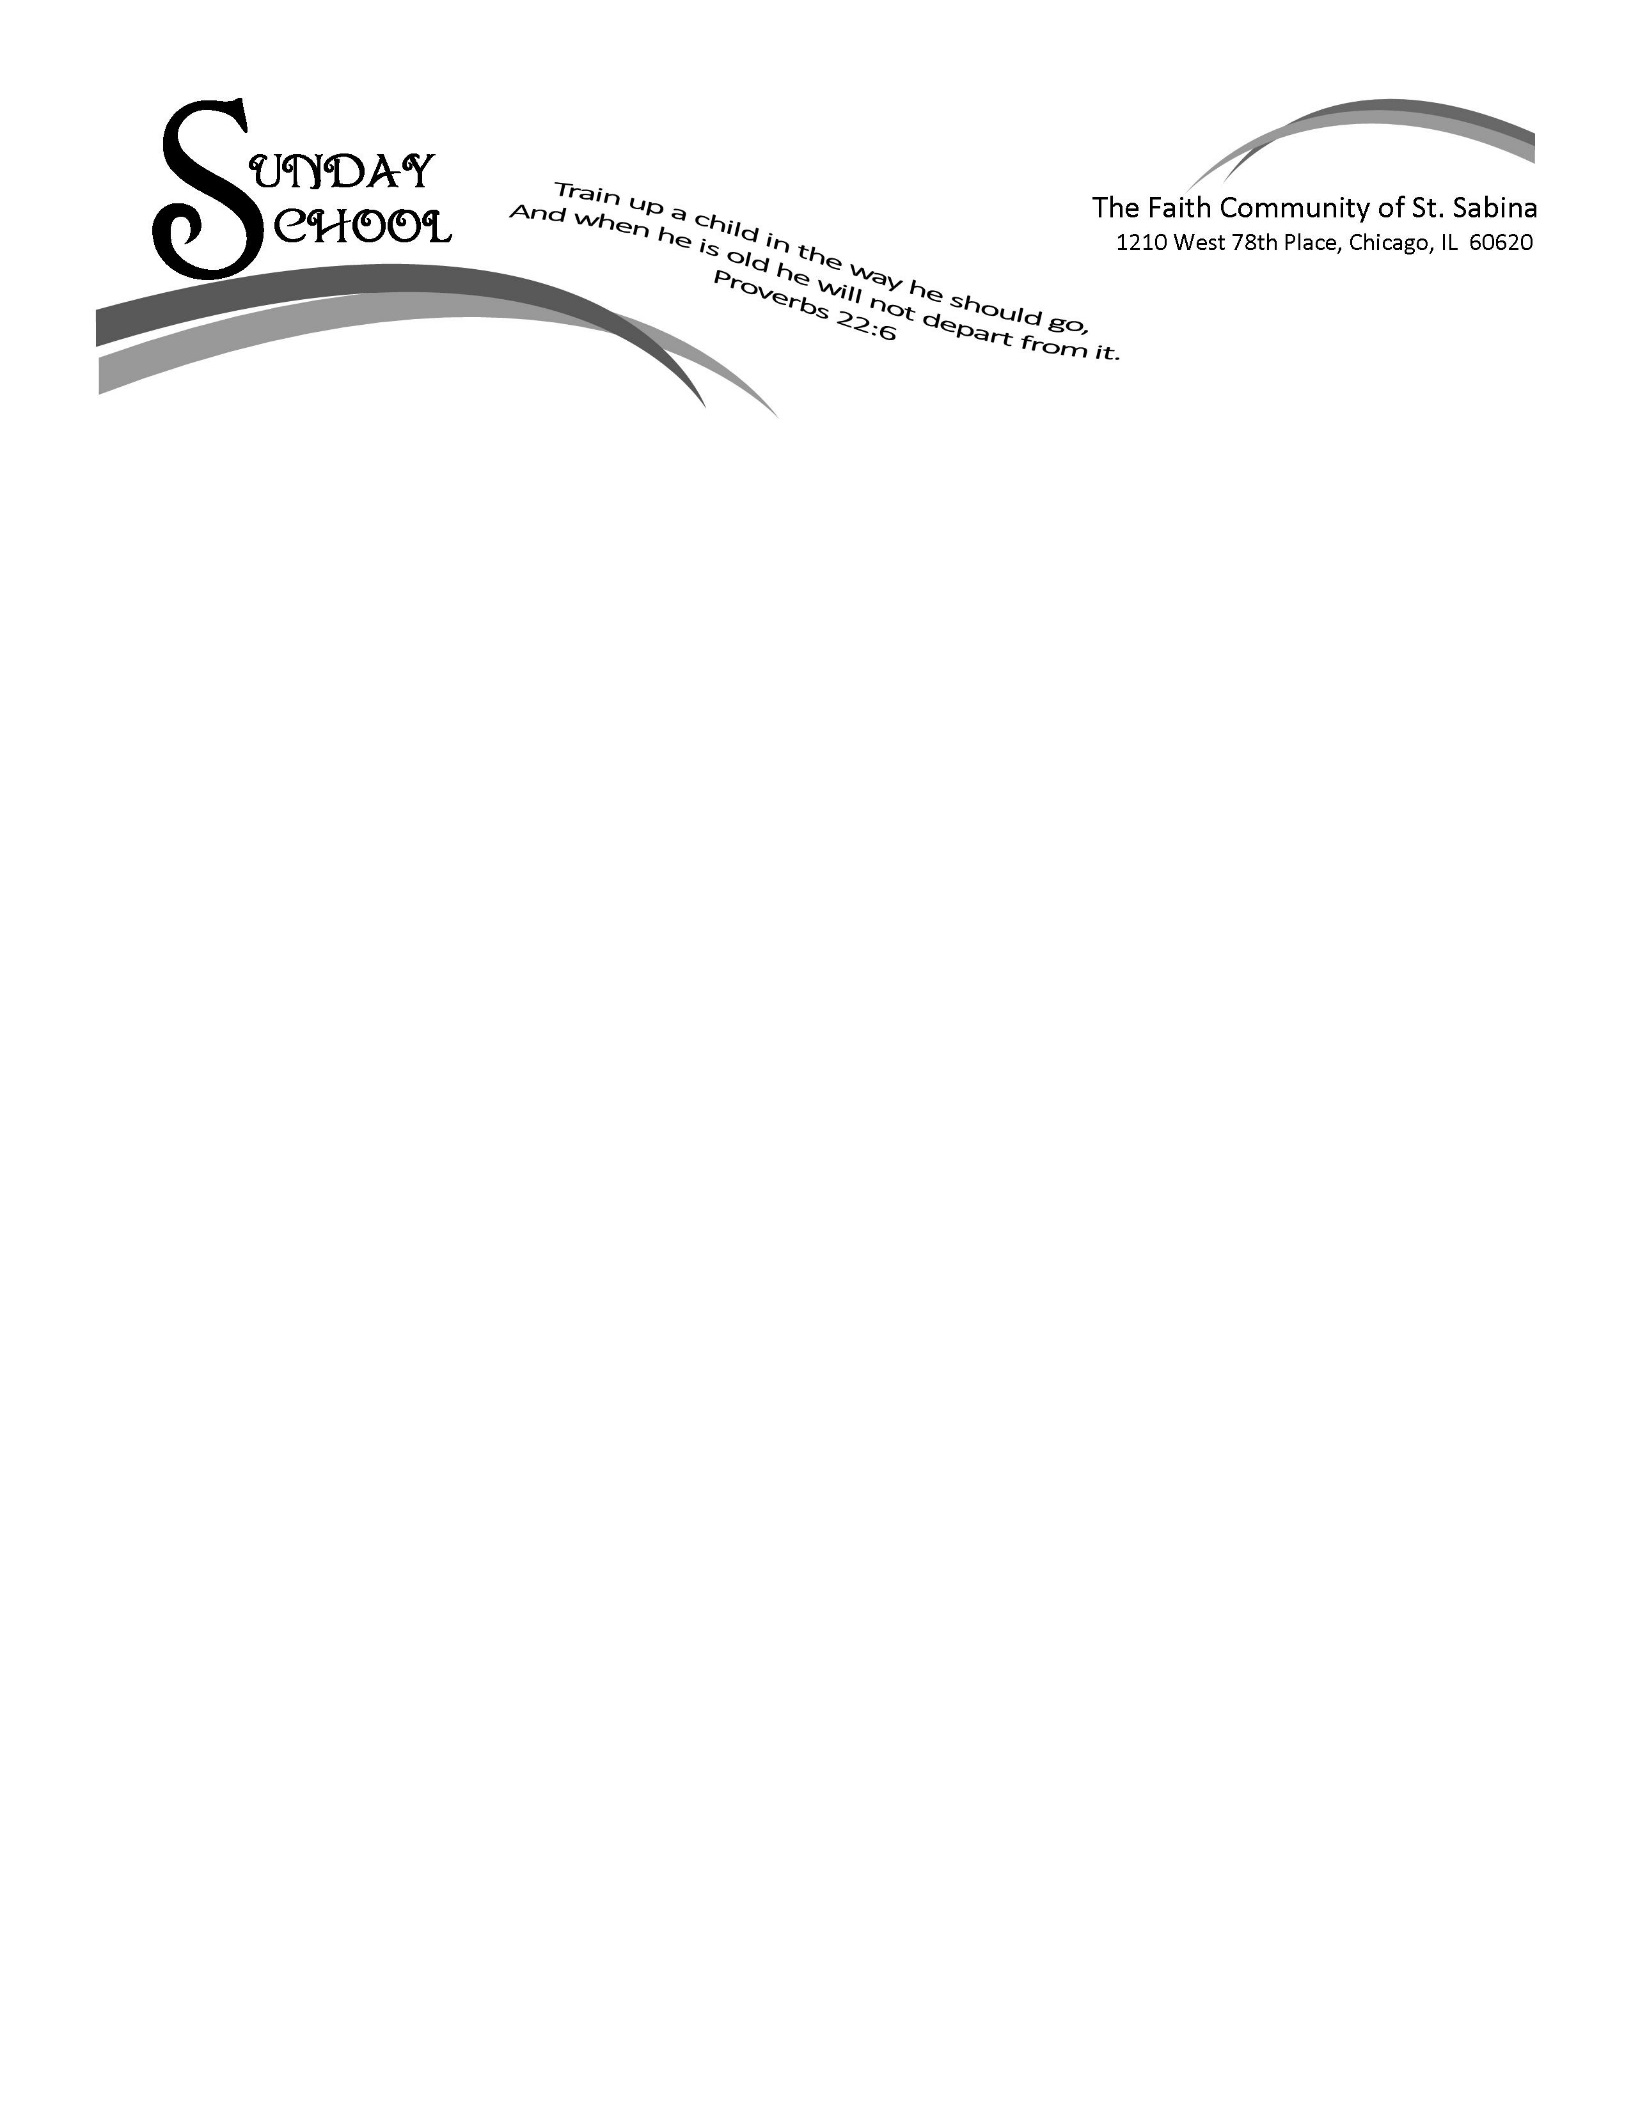 SUNDAY
SCHOOL
Train up a child in the way he should go,
And when he is old he will not depart from it.
Proverbs 22:6
The Faith Community of St. Sabina
1210 West 78th Place, Chicago, IL  60620